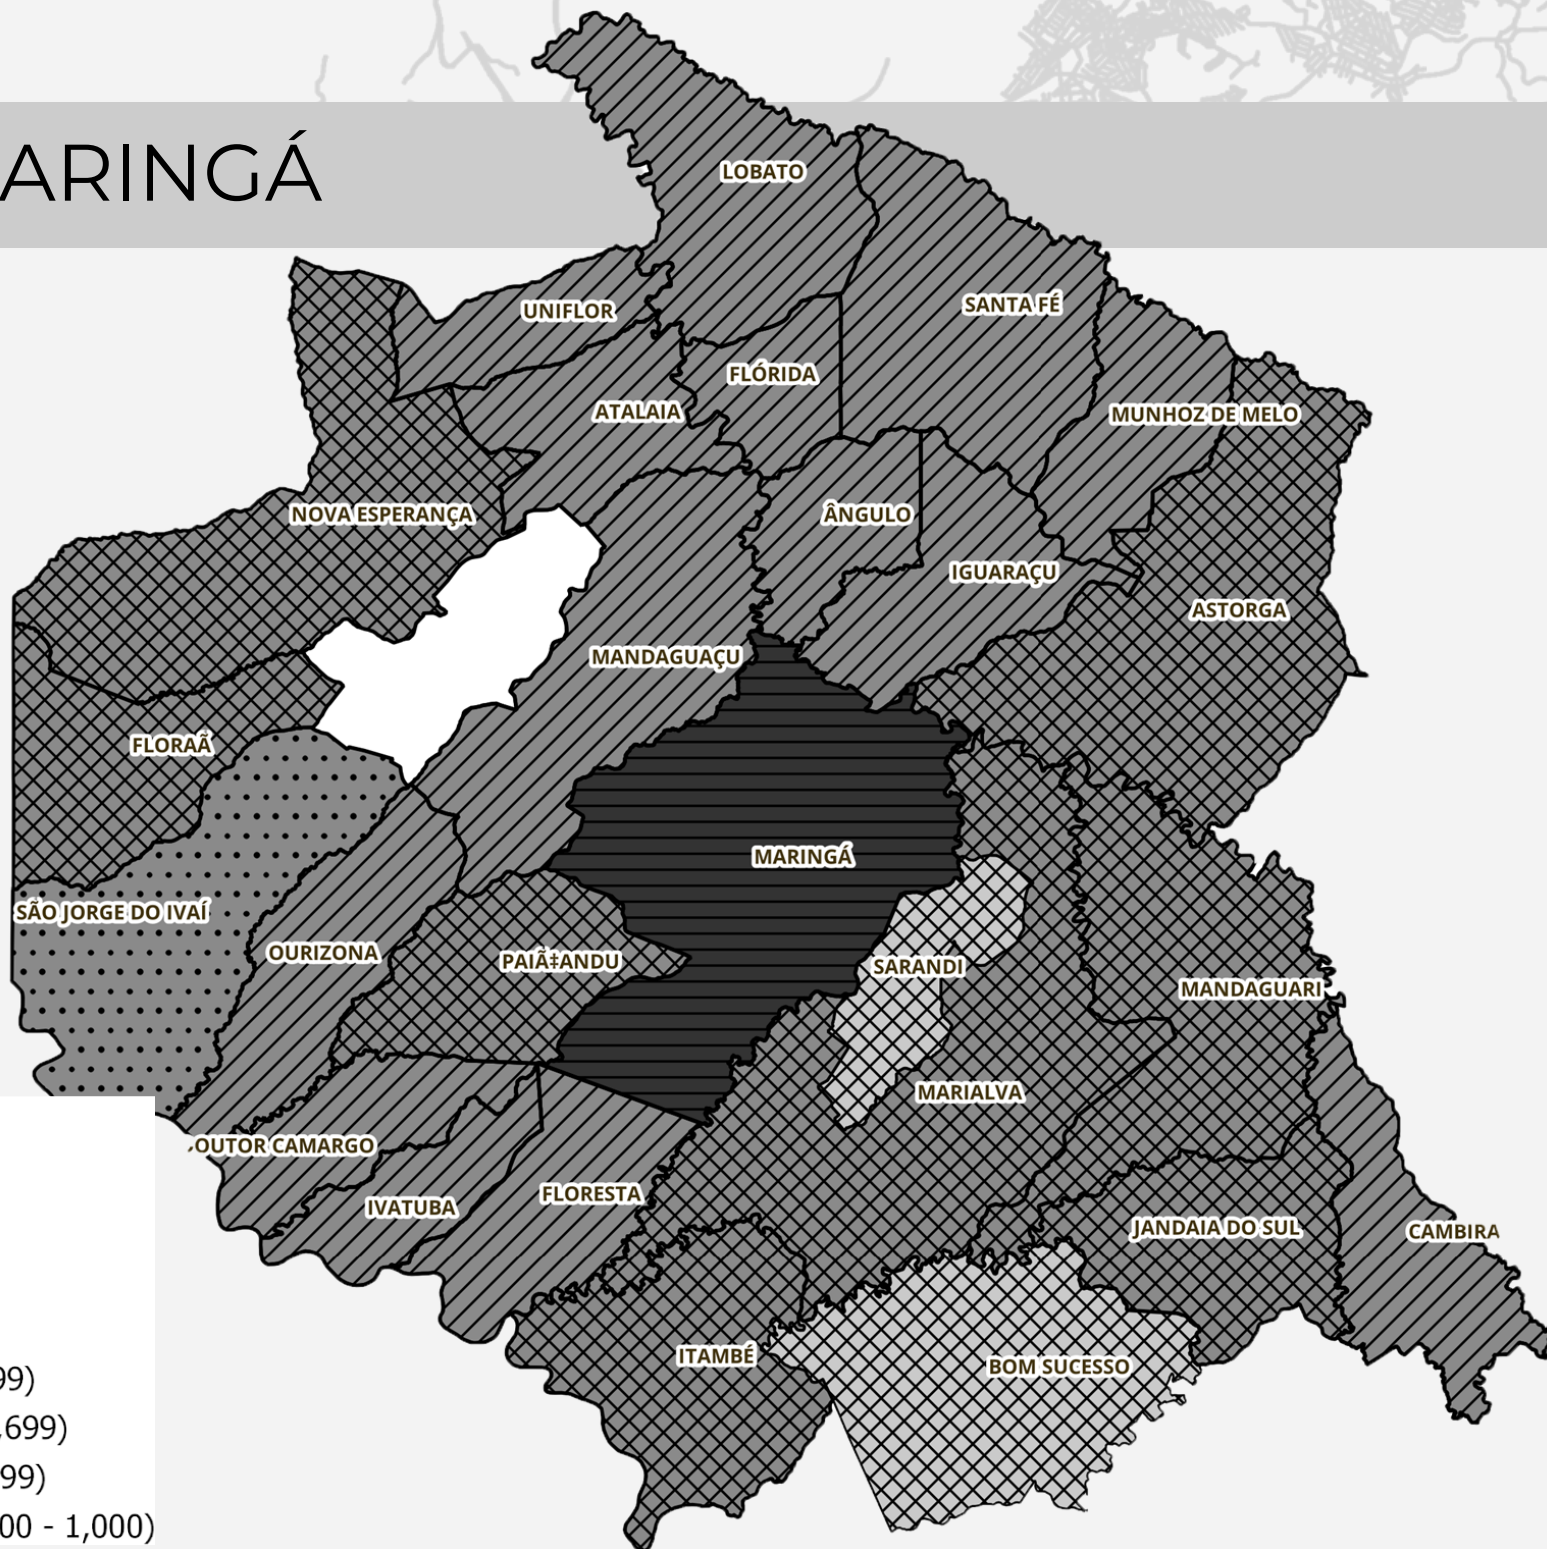 ARINGÁ
LOBATO
SANTA FÉ
UNIFLOR
FLÓRIDA
ATALAIA
MUNHOZ DE MELO
NOVA ESPERANÇA
ÂNGULO
IGUARAÇU
ASTORGA
MANDAGUAÇU
FLORAÃ
MARINGÁ
SÃO JORGE DO IVAÍ
OURIZONA
PAIÃ‡ANDU
SARANDI
MANDAGUARI
MARIALVA
OUTOR CAMARGO
IVATUBA
FLORESTA
JANDAIA DO SUL
CAMBIRA
ITAMBÉ
BOM SUCESSO
99)
,699)
99)
00 - 1,000)